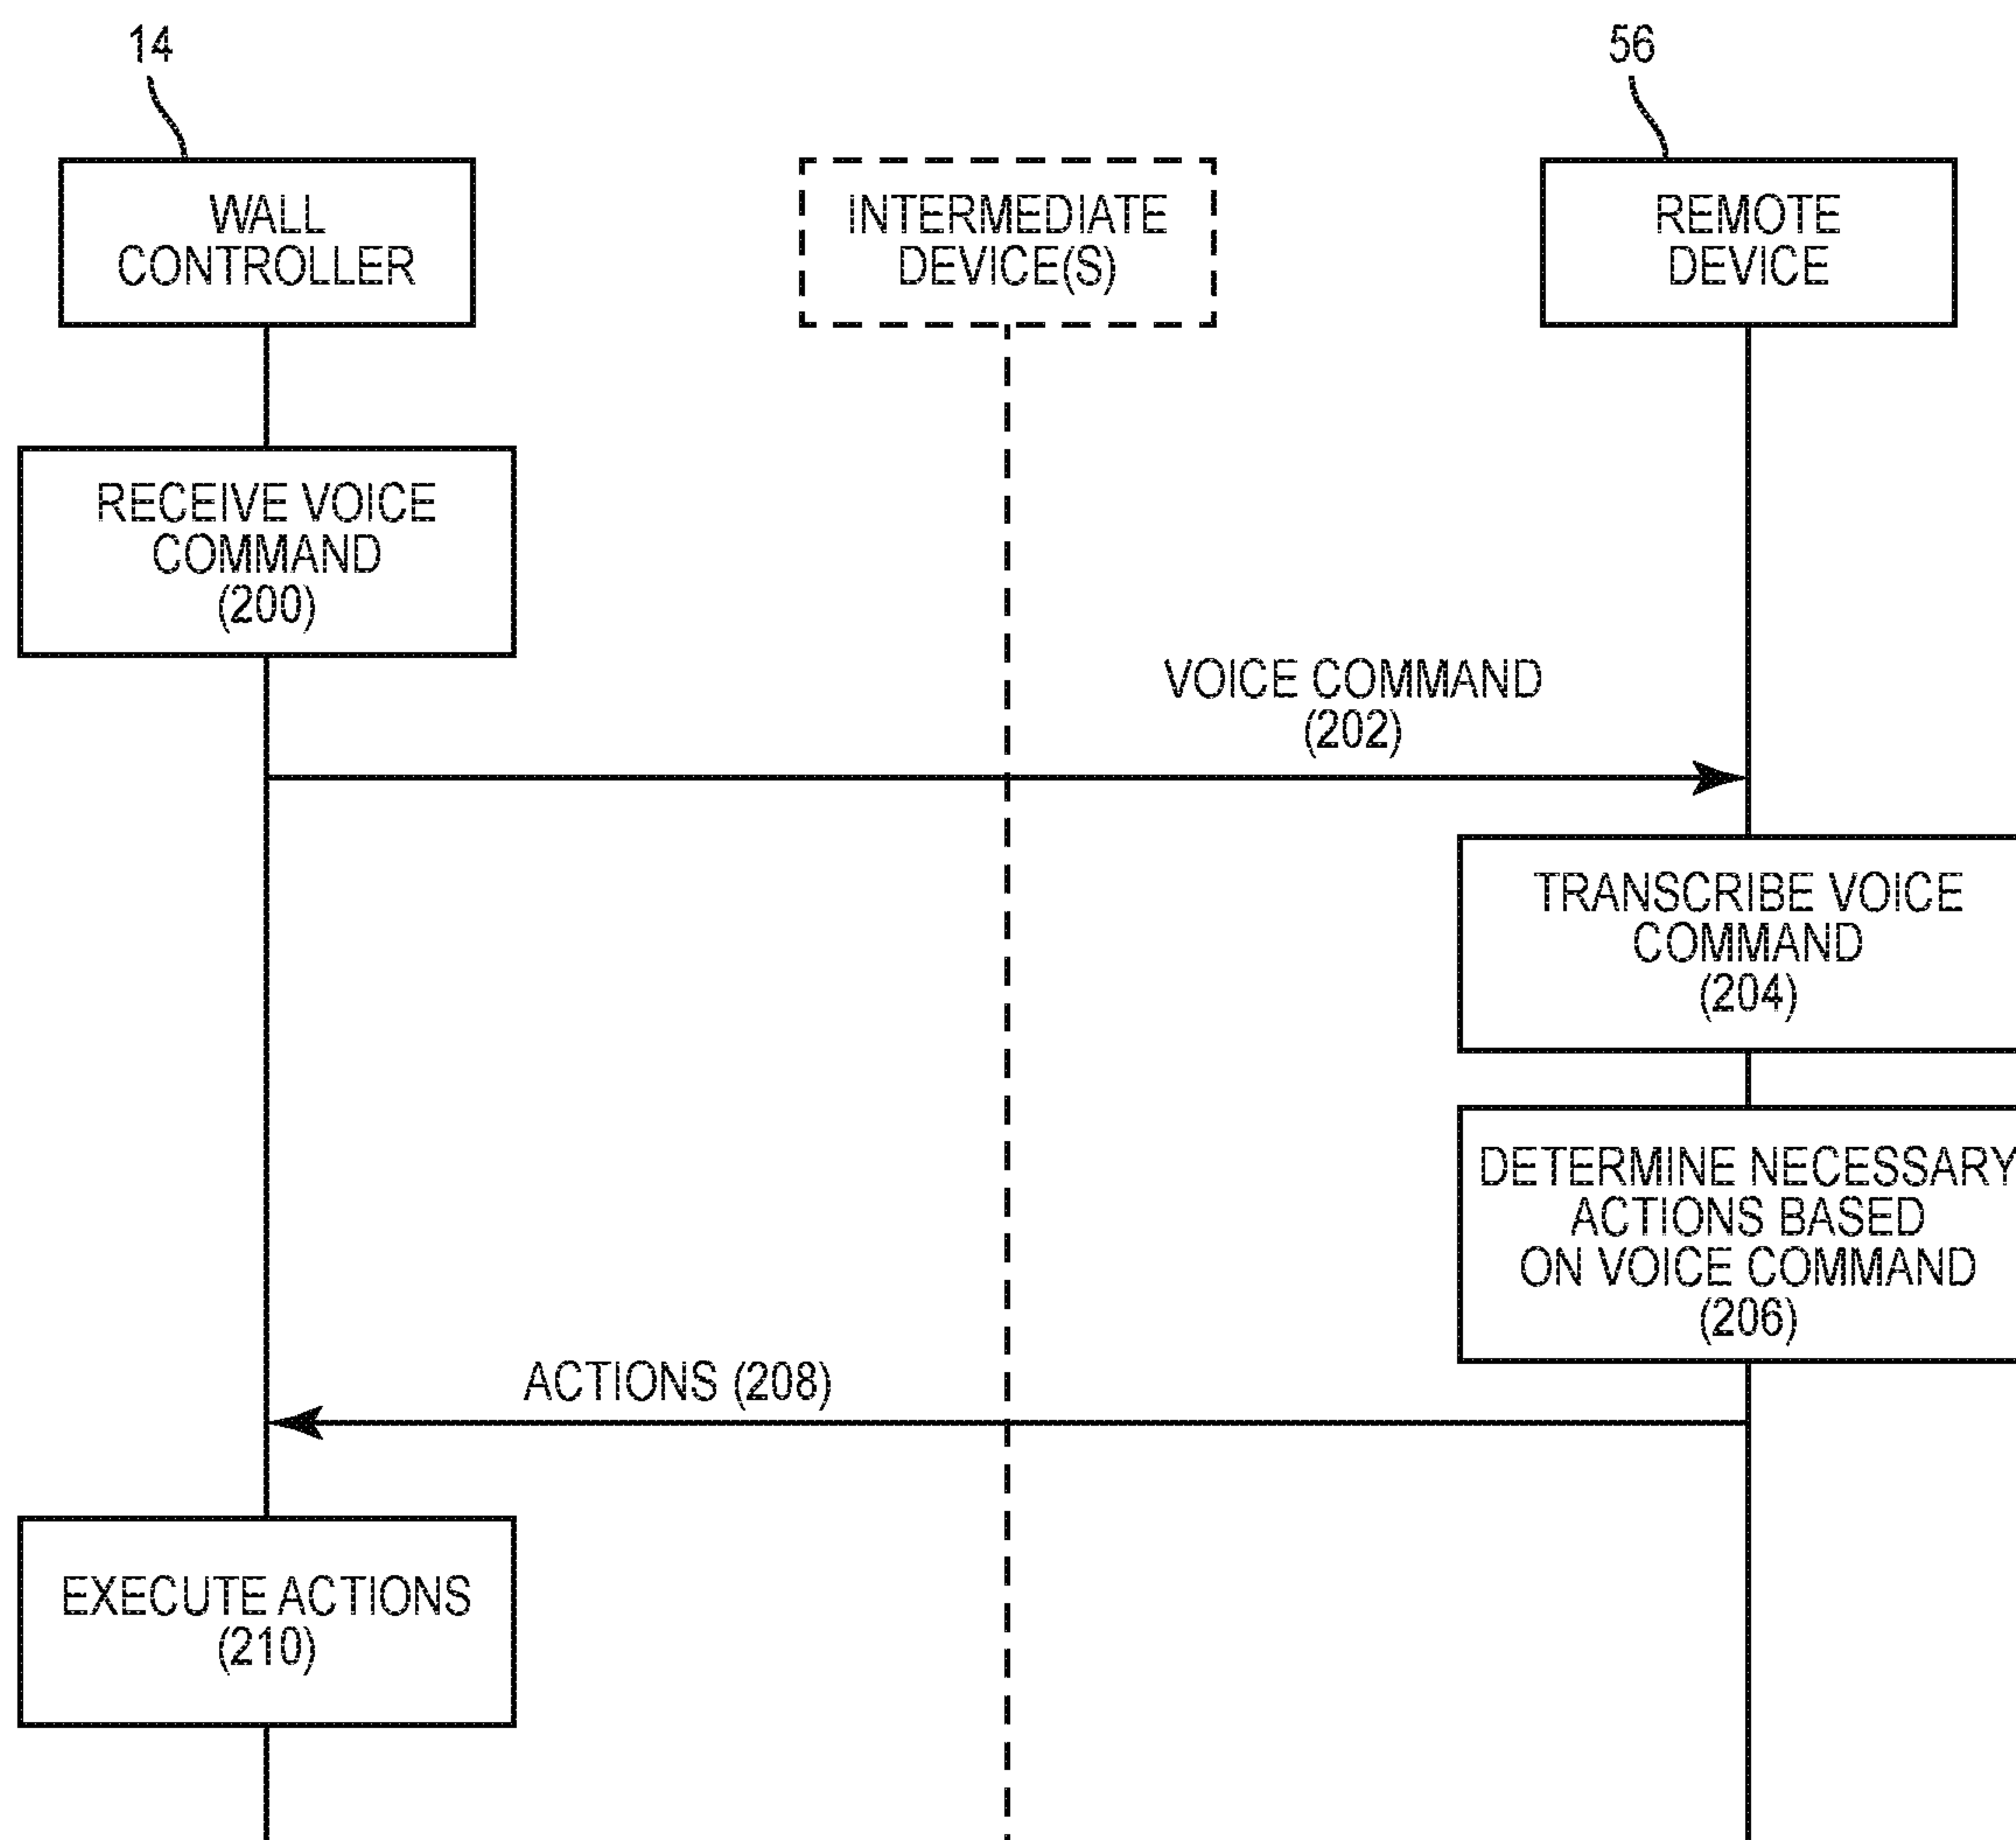 14
56
WALL
CONTROLLER
INTERMEDIATE
DEVICE(S)
REMOTE
DEVICE
RECEIVE VOICE
COMMAND
(200)
VOICE COMMAND
(202)
TRANSCRIBE VOICE
COMMAND
(204)
DETERMINE NECESSARY
ACTIONS BASED
ON VOICE COMMAND
(206)
ACTIONS (208)
EXECUTE ACTIONS
(210)